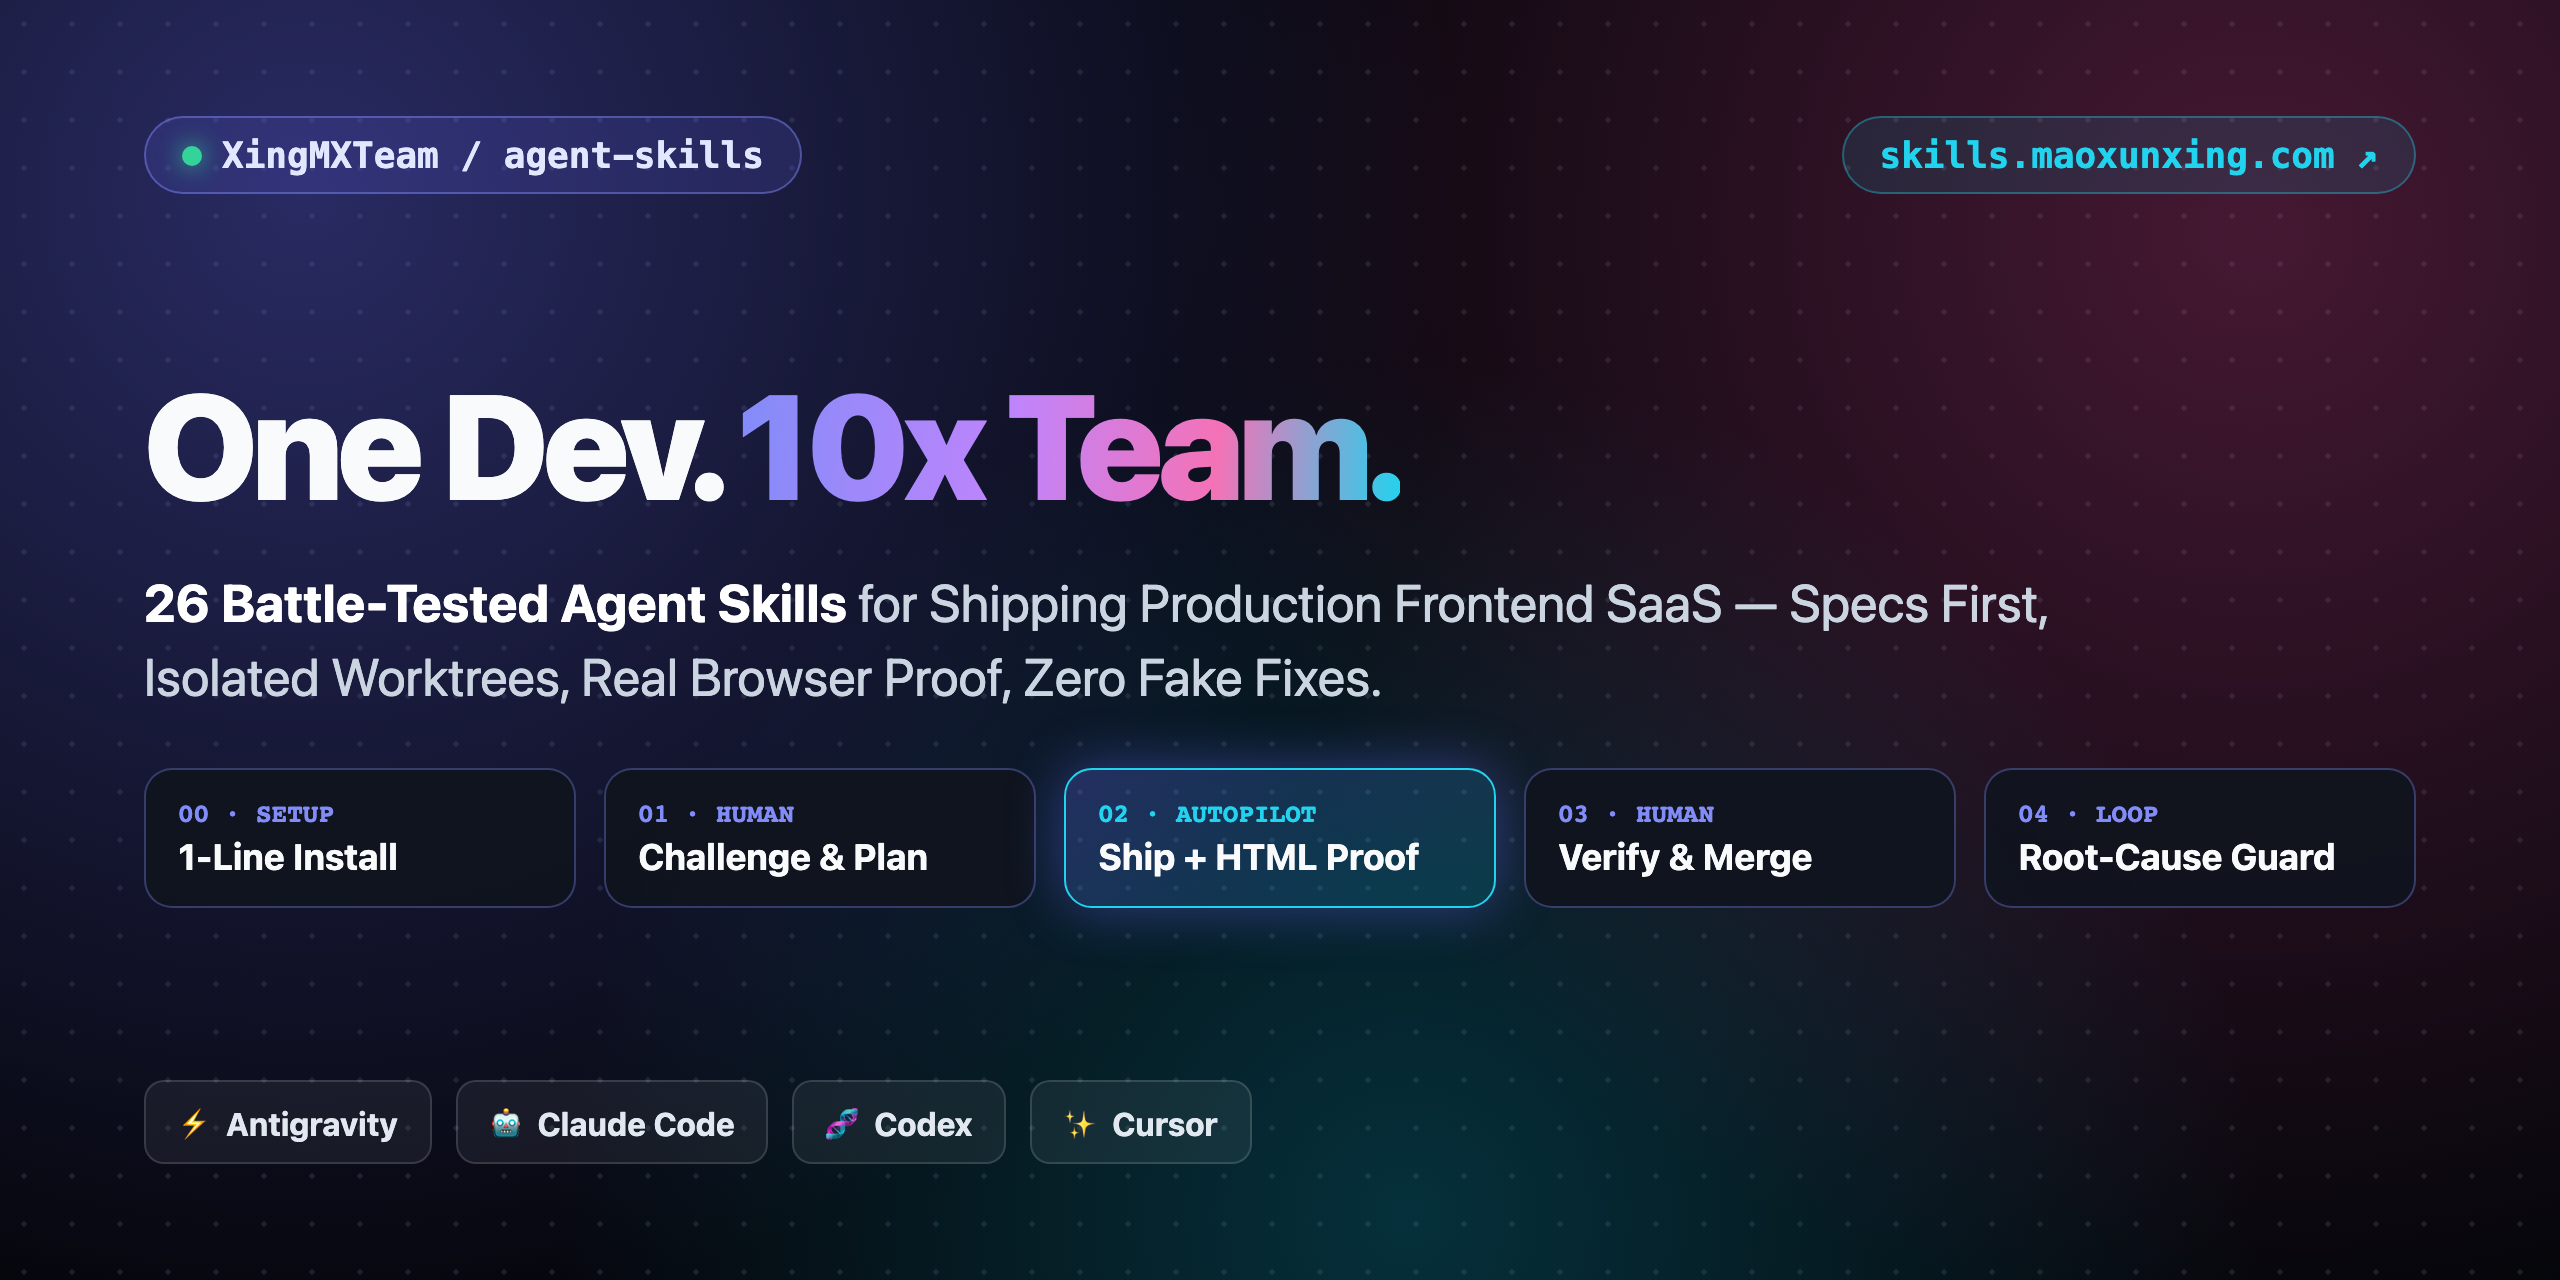 XingMXTeam / agent-skills
skills.maoxunxing.com ↗
One Dev. 10x Team.
26 Battle-Tested Agent Skills for Shipping Production Frontend SaaS — Specs First,
Isolated Worktrees, Real Browser Proof, Zero Fake Fixes.
00 · SETUP
1-Line Install
01 · HUMAN
Challenge & Plan
02 · AUTOPILOT
Ship + HTML Proof
03 · HUMAN
Verify & Merge
04 · LOOP
Root-Cause Guard
⚡ Antigravity
🤖 Claude Code
🧬 Codex
✨ Cursor